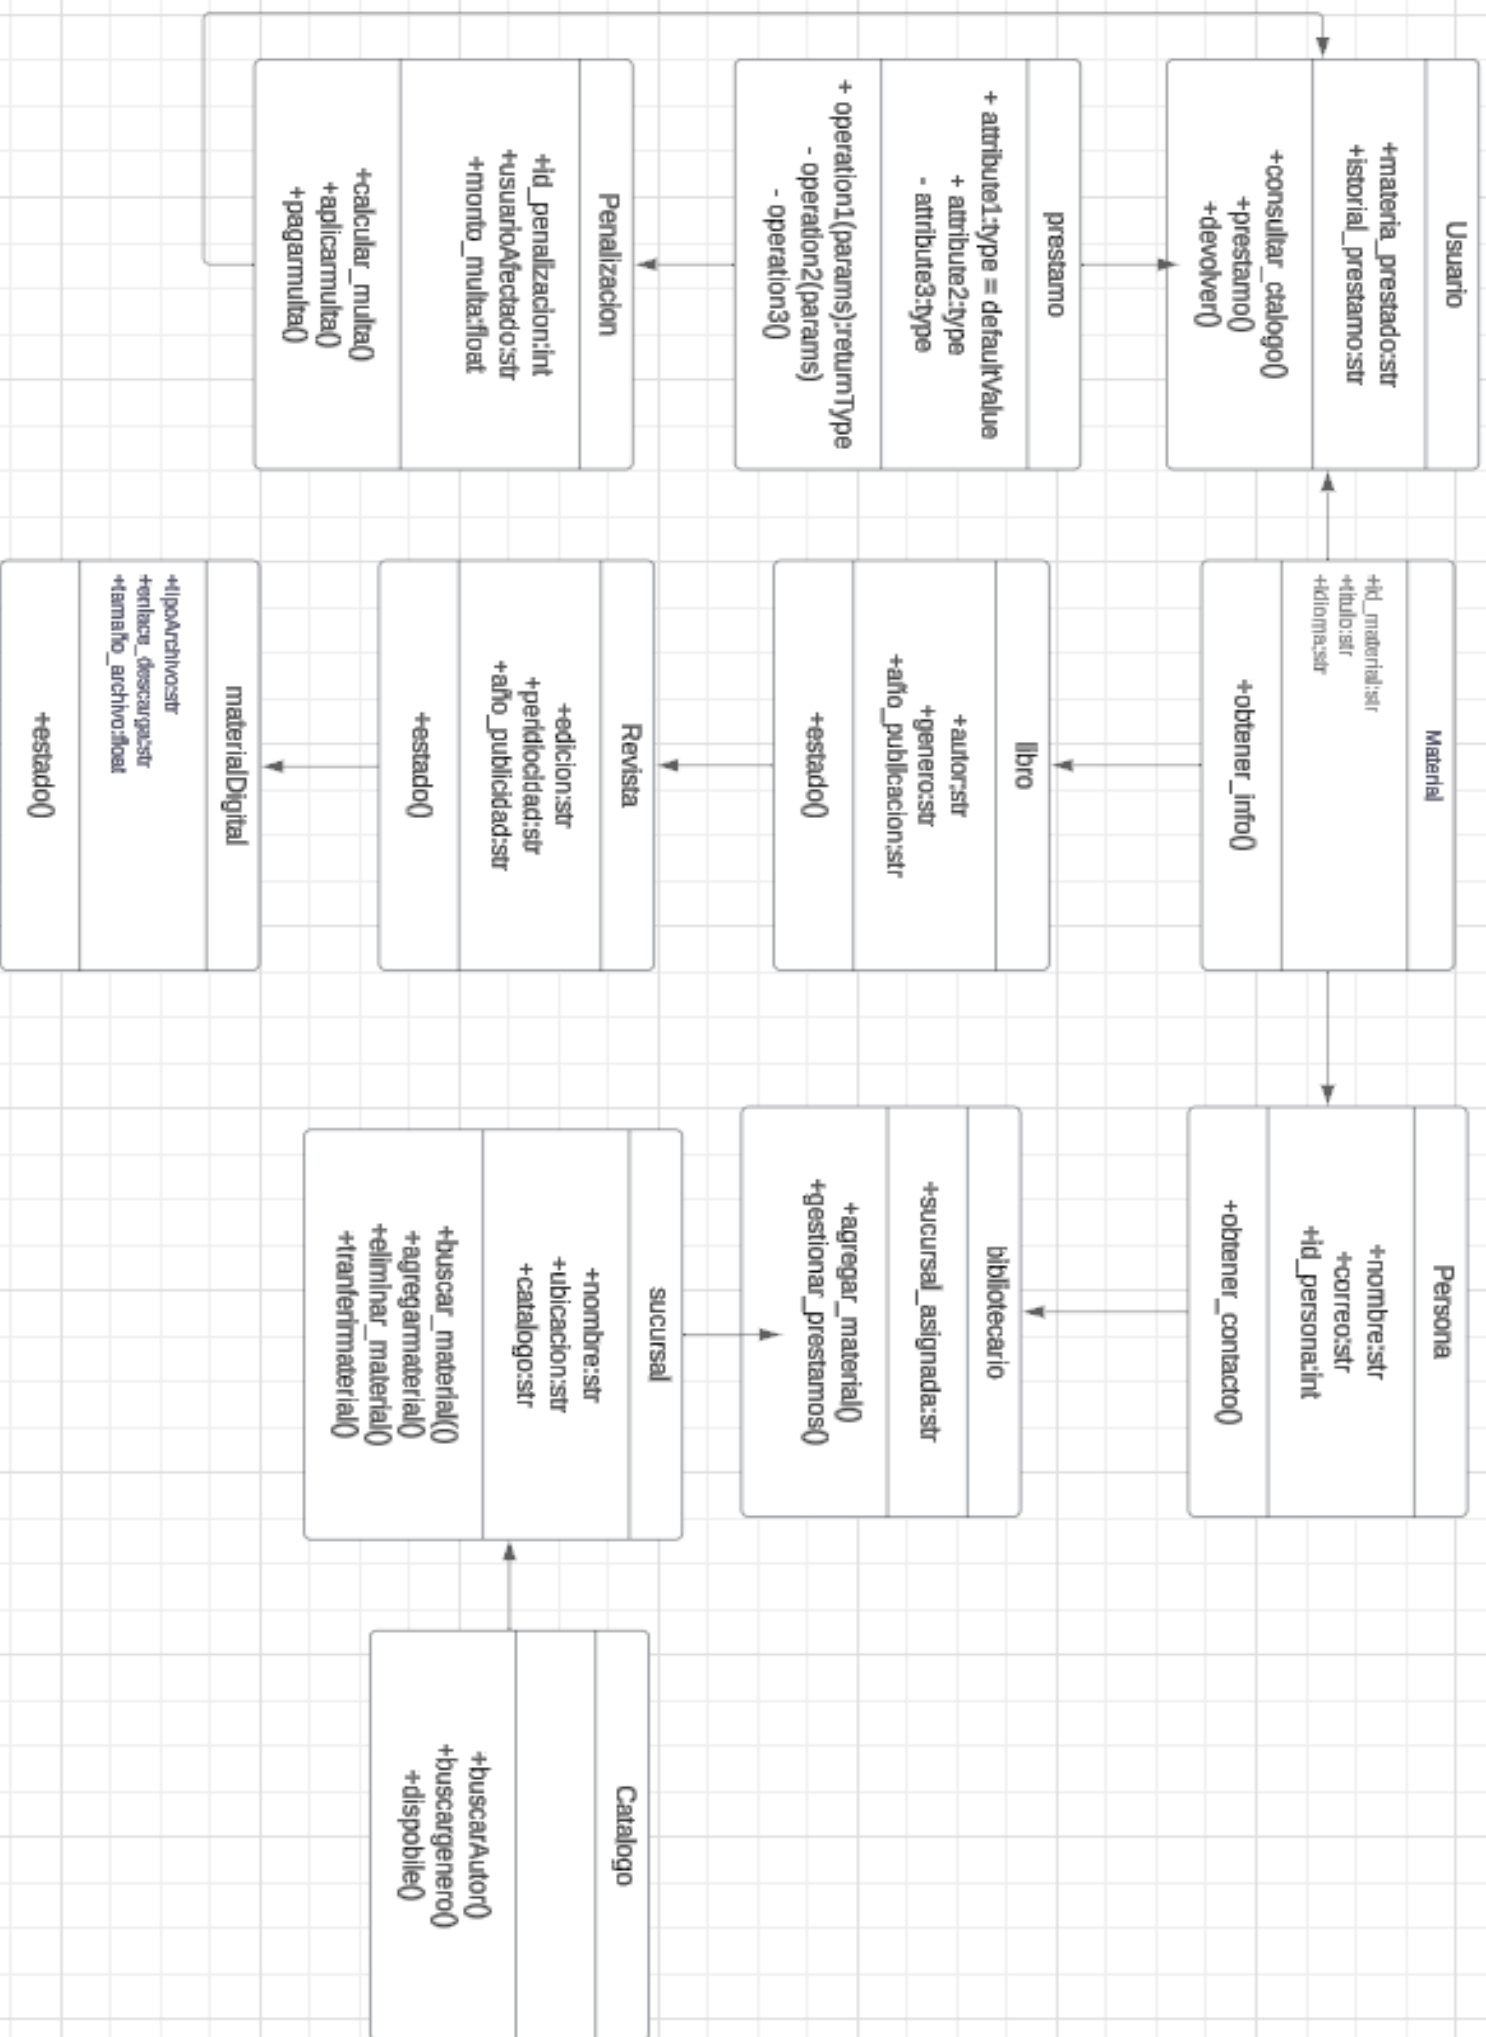 Usuario
+materia_prestado:str
+istorial_prestamo:str
+consultar_ctalogo()
+prestamo()
+devolver()
prestamo
+ attribute1:type = defaultValue
+ attribute2:type
- attribute3:type
+ operation1(params):returnType
- operation2(params)
- operation3()
Penalizacion
+id_penalizacion:int
+usuarioAfectado:str
+monto_multa:float
+calcular_multa()
+aplicarmulta()
+pagarmulta()
Material
+id_material:str
+titulo:str
+idioma:str
+obtener_info()
libro
+autor:str
+genero:str
+año_publicacion:str
+estado()
Revista
+edicion:str
+peridiocidad:str
+año_publicidad:str
+estado()
materialDigital
+tipoArchivo:str
+enlace_descarga:str
+tamaño_archivo:float
+estado()
Persona
+nombre:str
+correo:str
+id_persona:int
+obtener_contacto()
bibliotecario
+sucursal_asignada:str
+agregar_material()
+gestionar_prestamos()
sucursal
+nombre:str
+ubicacion:str
+catalogo:str
+buscar_material(()
+agregarmaterial()
+eliminar_material()
+tranferirmaterial()
Catalogo
+buscarAutor()
+buscargenero()
+dispobile()